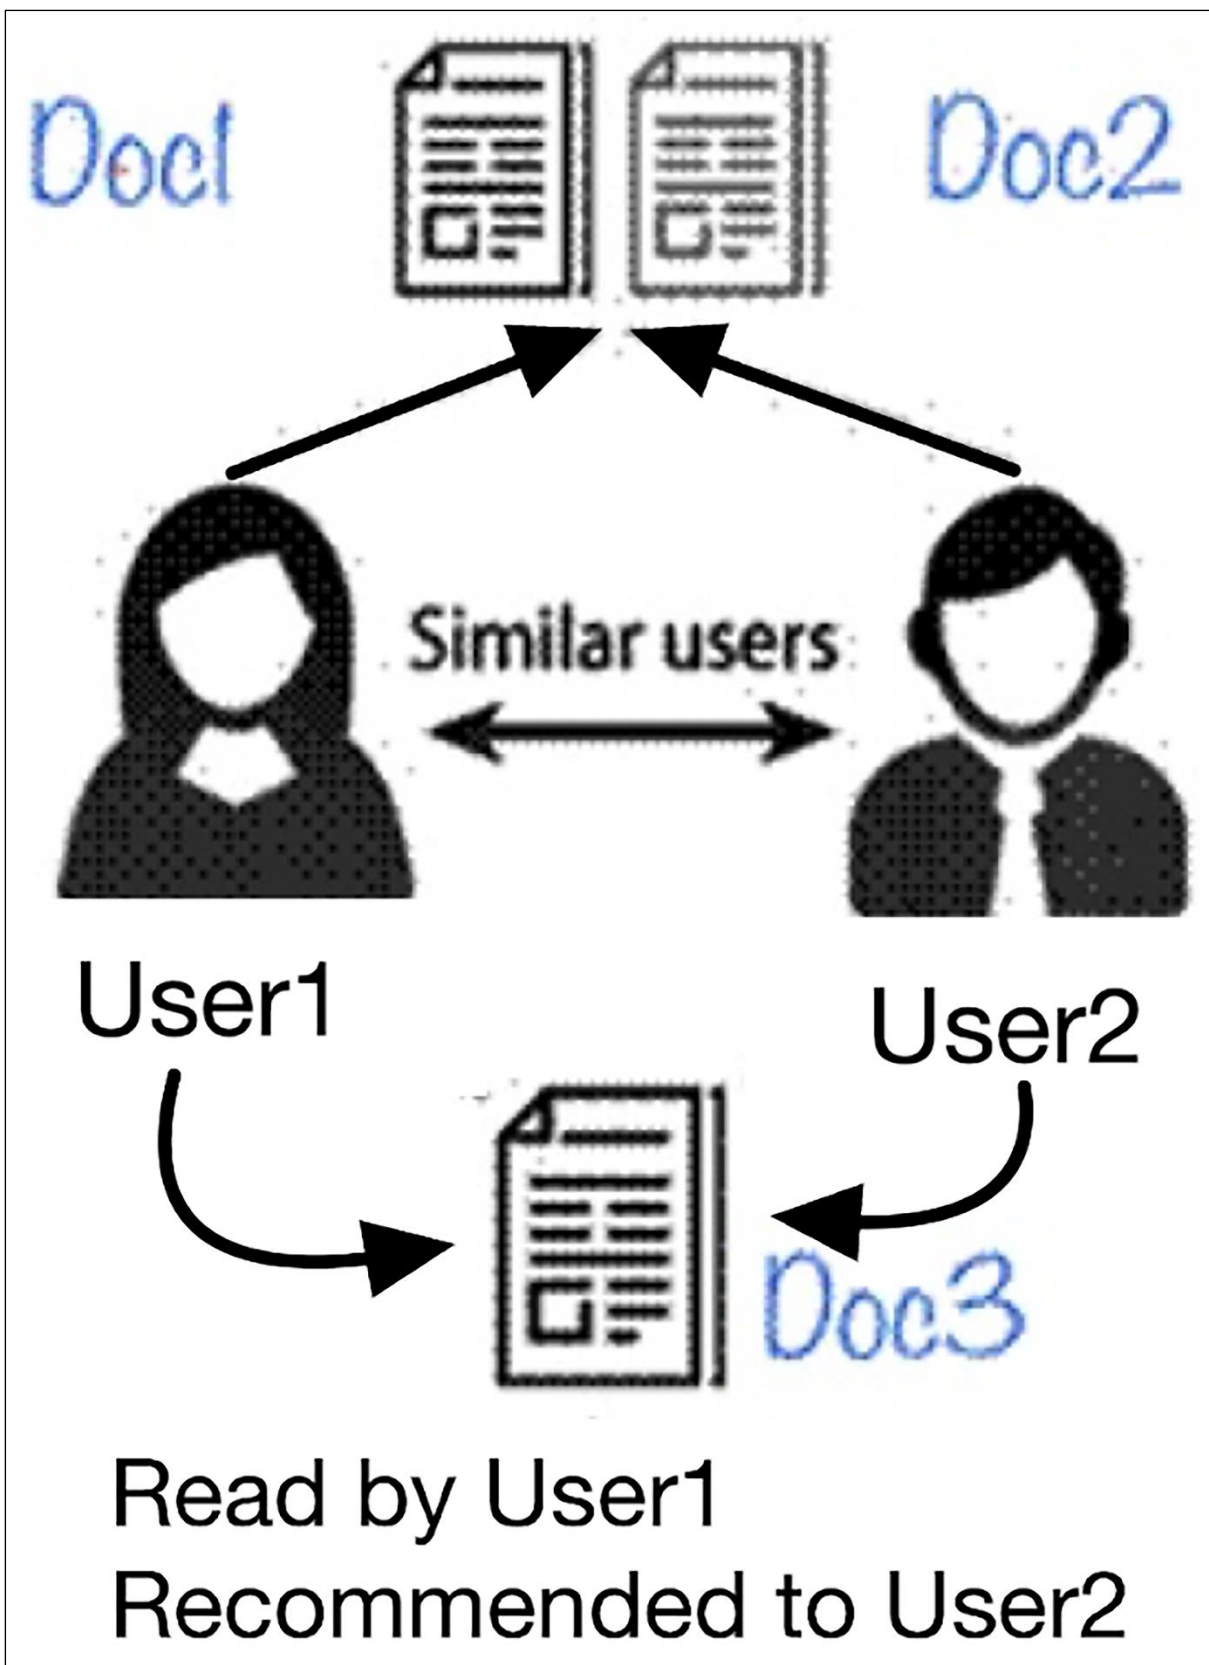 Doc1
Doc2
Similar users
User1
User2
Doc3
Read by User1
Recommended to User2